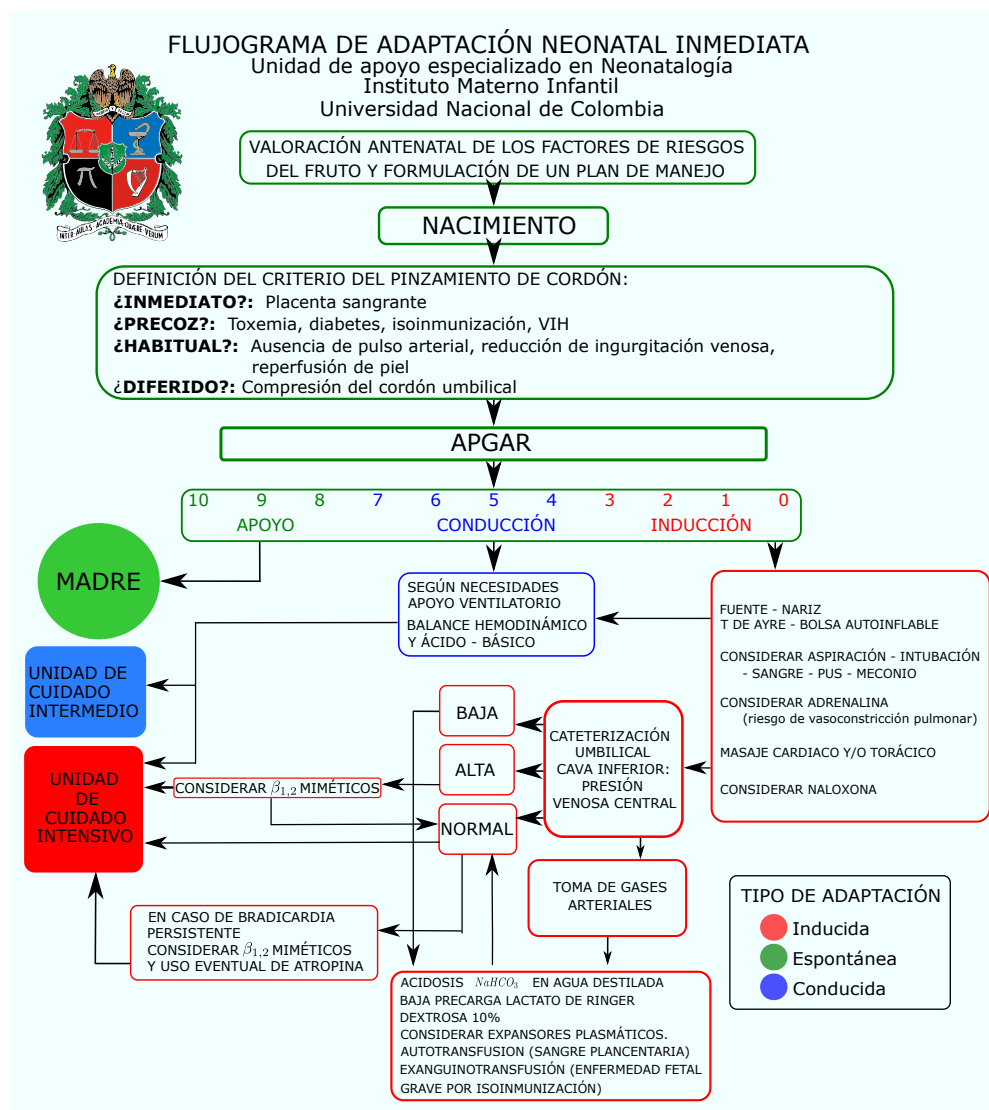 FLUJOGRAMA DE ADAPTACIÓN NEONATAL INMEDIATA
Unidad de apoyo especializado en Neonatalogía
Instituto Materno Infantil
Universidad Nacional de Colombia
INTER AULAS ACADEMIÆ QUÆRE VERUM
VALORACIÓN ANTENATAL DE LOS FACTORES DE RIESGOS
DEL FRUTO Y FORMULACIÓN DE UN PLAN DE MANEJO
NACIMIENTO
DEFINICIÓN DEL CRITERIO DEL PINZAMIENTO DE CORDÓN:
¿INMEDIATO?: Placenta sangrante
¿PRECOZ?: Toxemia, diabetes, isoinmunización, VIH
¿HABITUAL?: Ausencia de pulso arterial, reducción de ingurgitación venosa,
reperfusión de piel
¿DIFERIDO?: Compresión del cordón umbilical
APGAR
10 9 8 7 6 5 4 3 2 1 0
APOYO CONDUCCIÓN INDUCCIÓN
MADRE
SEGÚN NECESIDADES
APOYO VENTILATORIO
BALANCE HEMODINÁMICO
Y ÁCIDO - BÁSICO
FUENTE - NARIZ
T DE AYRE - BOLSA AUTOINFLABLE
CONSIDERAR ASPIRACIÓN - INTUBACIÓN
- SANGRE - PUS - MECONIO
CONSIDERAR ADRENALINA
(riesgo de vasoconstricción pulmonar)
MASAJE CARDIACO Y/O TORÁCICO
CONSIDERAR NALOXONA
UNIDAD DE
CUIDADO
INTERMEDIO
BAJA
ALTA
NORMAL
CATETERIZACIÓN
UMBILICAL
CAVA INFERIOR:
PRESIÓN
VENOSA CENTRAL
UNIDAD
DE
CUIDADO
INTENSIVO
CONSIDERAR β1,2 MIMÉTICOS
TOMA DE GASES
ARTERIALES
EN CASO DE BRADICARDIA
PERSISTENTE
CONSIDERAR β1,2 MIMÉTICOS
Y USO EVENTUAL DE ATROPINA
ACIDOSIS NaHCO3 EN AGUA DESTILADA
BAJA PRECARGA LACTATO DE RINGER
DEXTROSA 10%
CONSIDERAR EXPANSORES PLASMÁTICOS.
AUTOTRANSFUSION (SANGRE PLANCENTARIA)
EXANGUINOTRANSFUSIÓN (ENFERMEDAD FETAL
GRAVE POR ISOINMUNIZACIÓN)
TIPO DE ADAPTACIÓN
Inducida
Espontánea
Conducida